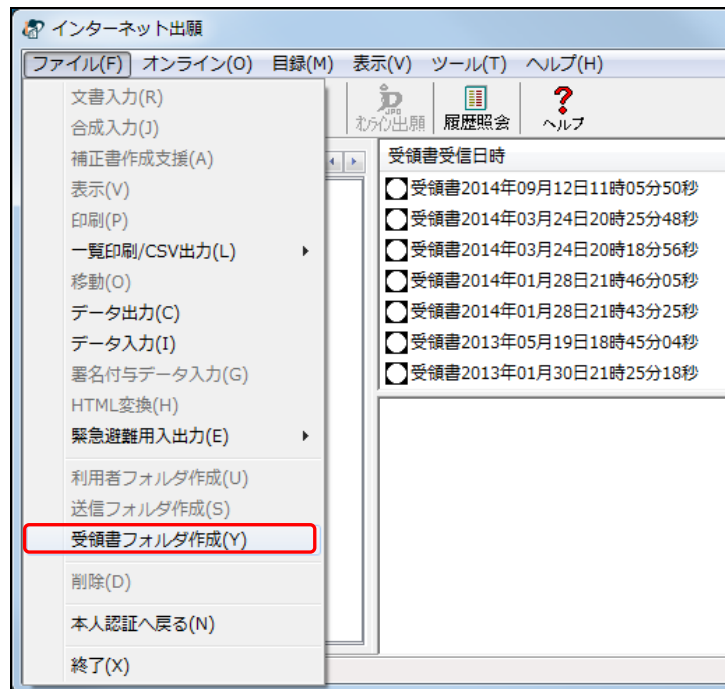 インターネット出願
ファイル(F) オンライン(O) 目録(M) 表示(V) ツール(T) ヘルプ(H)
文書入力(R)
合成入力(J)
補正書作成支援(A)
表示(V)
印刷(P)
一覧印刷/CSV出力(L)
移動(O)
データ出力(C)
データ入力(I)
署名付与データ入力(G)
HTML変換(H)
緊急避難用入出力(E)
利用者フォルダ作成(U)
送信フォルダ作成(S)
受領書フォルダ作成(Y)
削除(D)
本人認証へ戻る(N)
終了(X)
JPO
オンライン出願 履歴照会 ヘルプ
受領書受信日時
受領書2014年09月12日11時05分50秒
受領書2014年03月24日20時25分48秒
受領書2014年03月24日20時18分56秒
受領書2014年01月28日21時46分05秒
受領書2014年01月28日21時43分25秒
受領書2013年05月19日18時45分04秒
受領書2013年01月30日21時25分18秒